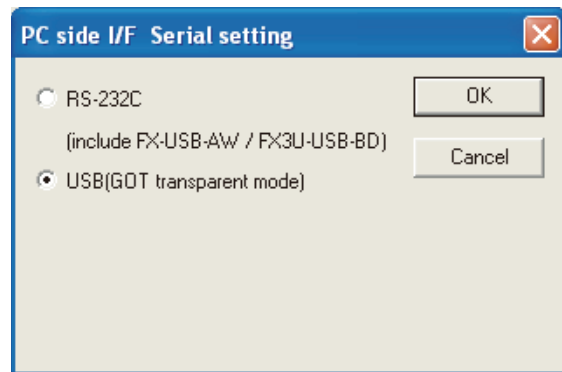 PC side I/F Serial setting
RS-232C
OK
(include FX-USB-AW / FX3U-USB-BD)
Cancel
USB(GOT transparent mode)